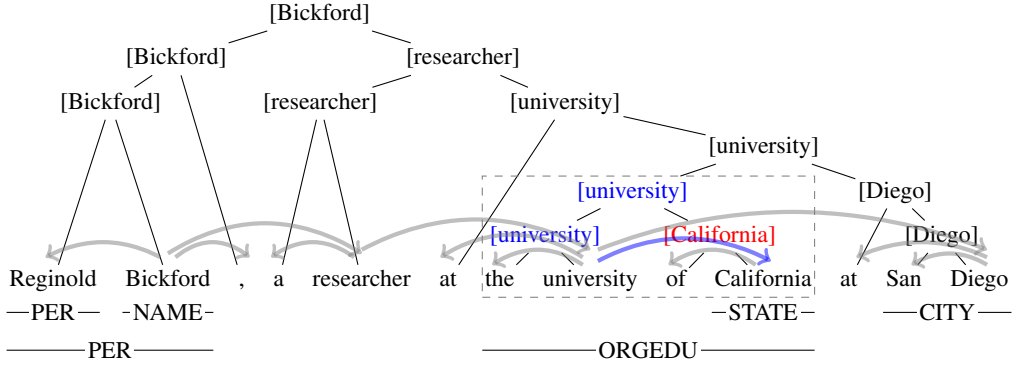 [Bickford]
[Bickford] [researcher]
[Bickford] [researcher] [university]
[university]
[university] [Diego]
[university] [California] [Diego]
Reginold Bickford , a researcher at the university of California at San Diego
PER NAME STATE CITY
PER ORGEDU